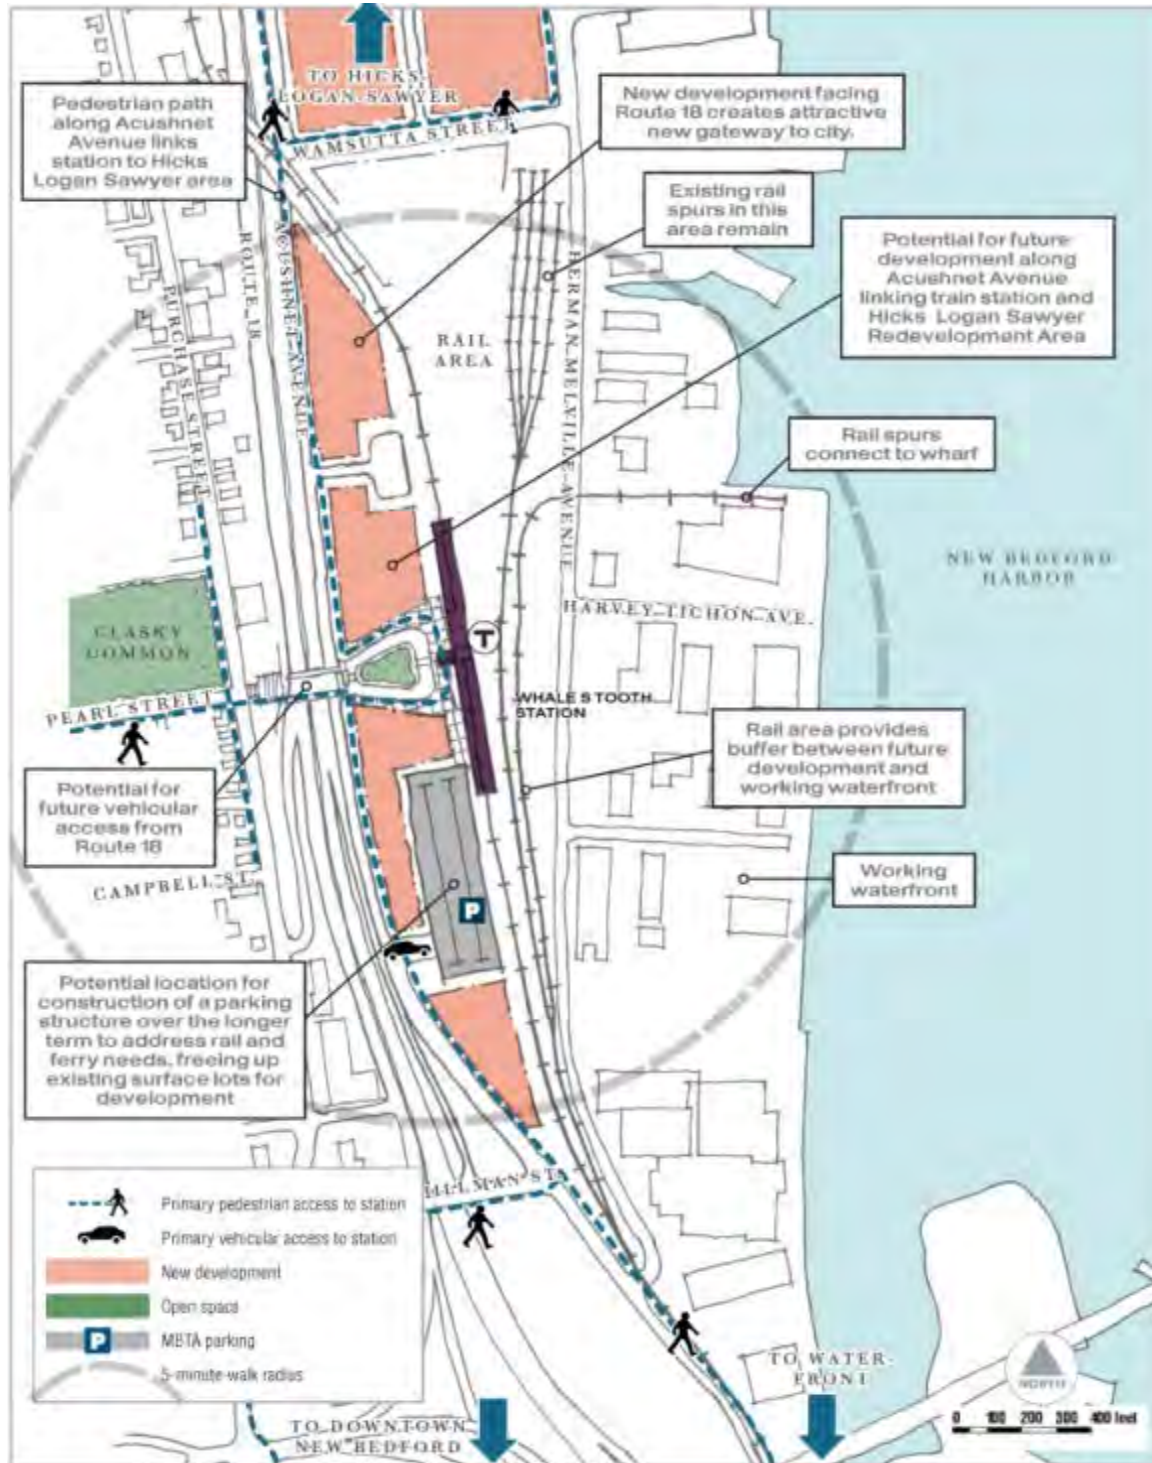 TO HICKS
LOGAN SAWYER
WAMSUTTA STREET
Pedestrian path
along Acushnet
Avenue links
station to Hicks
Logan Sawyer area
New development facing
Route 18 creates attractive
new gateway to city.
Existing rail
spurs in this
area remain
Potential for future
development along
Acushnet Avenue
linking train station and
Hicks Logan Sawyer
Redevelopment Area
ROUTE 18
ACUSHNET AVENUE
PURCHASE STREET
RAIL
AREA
HERMAN MELVILLE AVENUE
Rail spurs
connect to wharf
NEW BEDFORD
HARBOR
HARVEY TICHON AVE.
CLASKY
COMMON
T
PEARL STREET
WHALE S TOOTH
STATION
Rail area provides
buffer between future
development and
working waterfront
Potential for
future vehicular
access from
Route 18
CAMPBELL ST.
Working
waterfront
P
Potential location for
construction of a parking
structure over the longer
term to address rail and
ferry needs, freeing up
existing surface lots for
development
HILLMAN ST.
Primary pedestrian access to station
Primary vehicular access to station
New development
Open space
P MBTA parking
5-minute-walk radius
TO DOWNTOWN
NEW BEDFORD
TO WATER-
FRONT
NORTH
0 100 200 300 400 feet